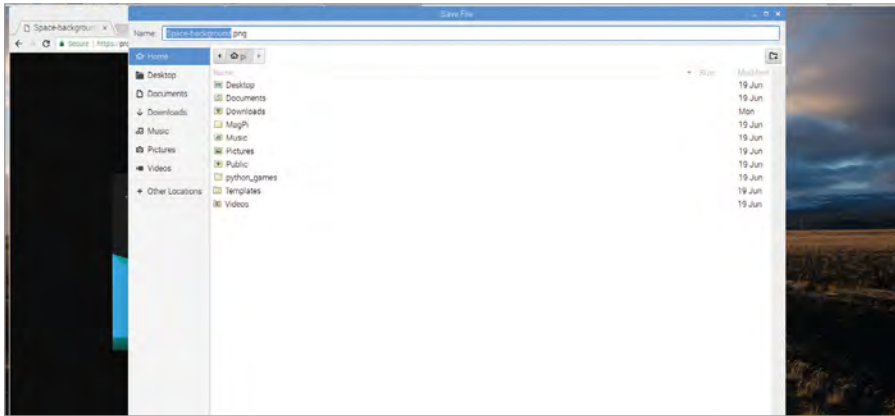 Save File
Space-backgrou
Secure | https://pro
Name: Space-background.png
Home
Desktop
Documents
Downloads
Music
Pictures
Videos
Other Locations
pi
Name Size Modified
Desktop 19 Jun
Documents 19 Jun
Downloads Mon
MagPi 19 Jun
Music 19 Jun
Pictures 19 Jun
Public 19 Jun
python_games 19 Jun
Templates 19 Jun
Videos 19 Jun